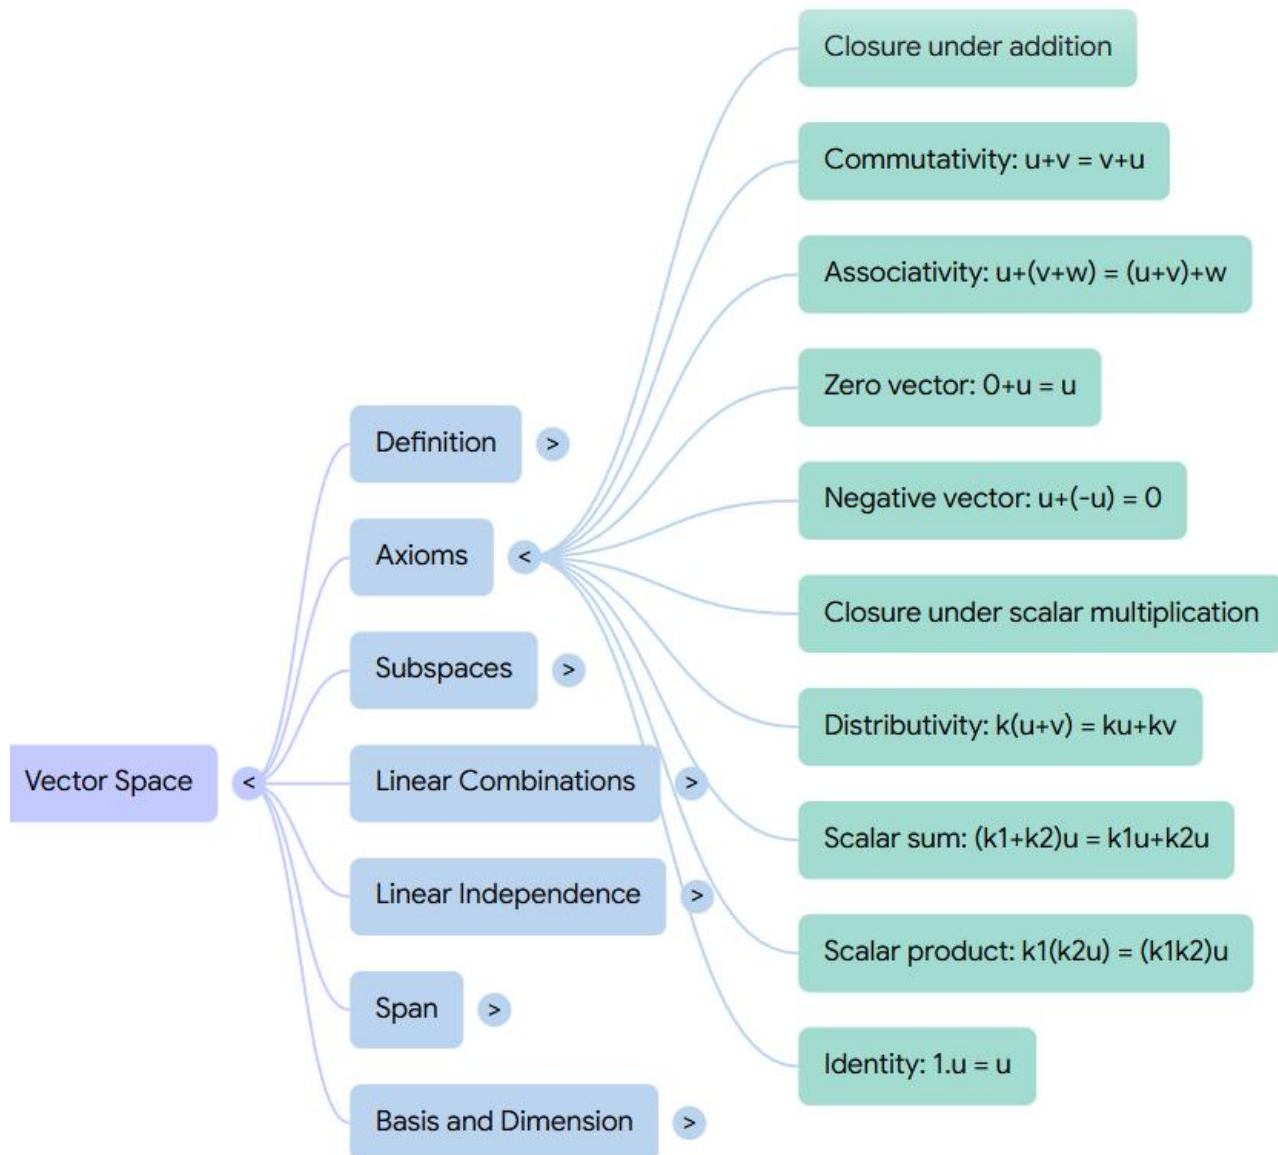 Vector Space
<
Definition
>
Axioms
<
Subspaces
>
Linear Combinations
>
Linear Independence
>
Span
>
Basis and Dimension
>
Closure under addition
Commutativity: u+v = v+u
Associativity: u+(v+w) = (u+v)+w
Zero vector: 0+u = u
Negative vector: u+(-u) = 0
Closure under scalar multiplication
Distributivity: k(u+v) = ku+kv
Scalar sum: (k1+k2)u = k1u+k2u
Scalar product: k1(k2u) = (k1k2)u
Identity: 1.u = u